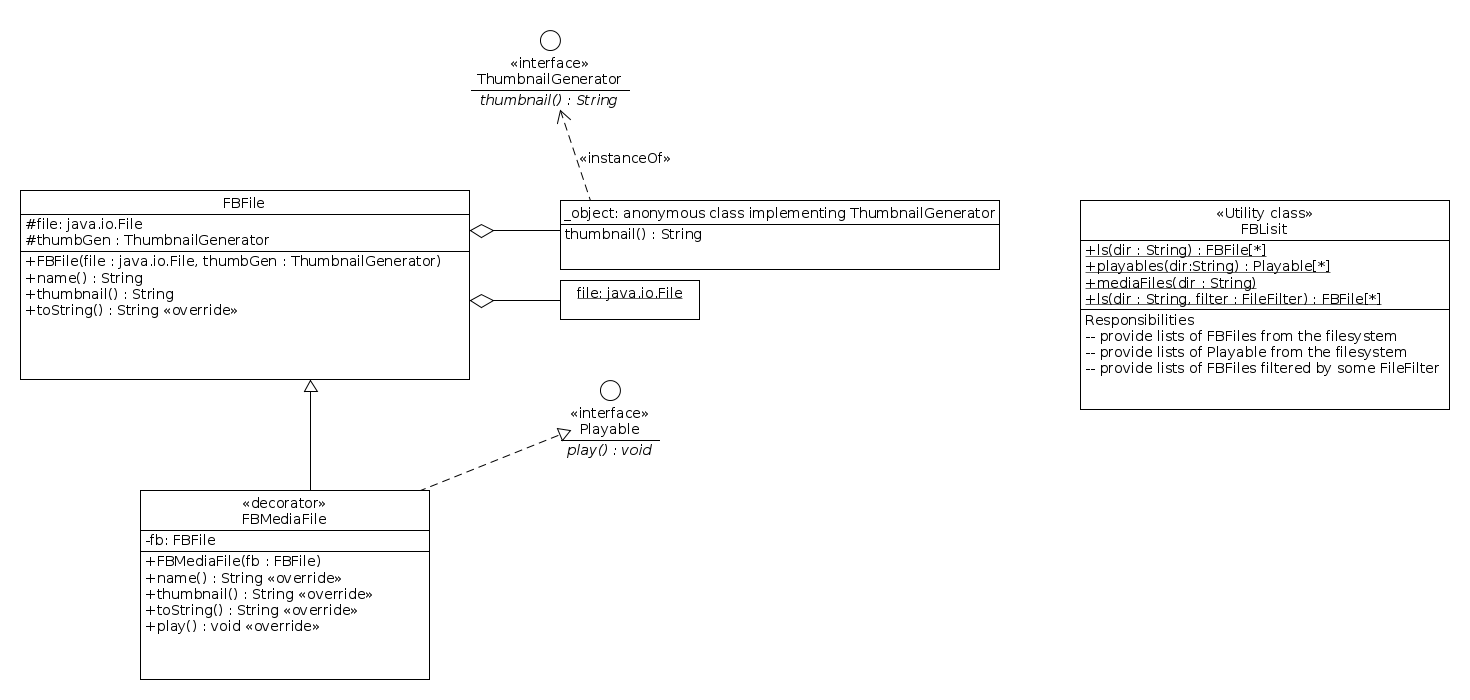 «interface»
ThumbnailGenerator
thumbnail() : String
«instanceOf»
FBFile
#file: java.io.File
#thumbGen : ThumbnailGenerator
+FBFile(file : java.io.File, thumbGen : ThumbnailGenerator)
+name() : String
+thumbnail() : String
+toString() : String «override»
_object: anonymous class implementing ThumbnailGenerator
thumbnail() : String
file: java.io.File
«Utility class»
FBLisit
+ls(dir : String) : FBFile[*]
+playables(dir:String) : Playable[*]
+mediaFiles(dir : String)
+ls(dir : String, filter : FileFilter) : FBFile[*]
Responsibilities
-- provide lists of FBFiles from the filesystem
-- provide lists of Playable from the filesystem
-- provide lists of FBFiles filtered by some FileFilter
«interface»
Playable
play() : void
«decorator»
FBMediaFile
-fb: FBFile
+FBMediaFile(fb : FBFile)
+name() : String «override»
+thumbnail() : String «override»
+toString() : String «override»
+play() : void «override»